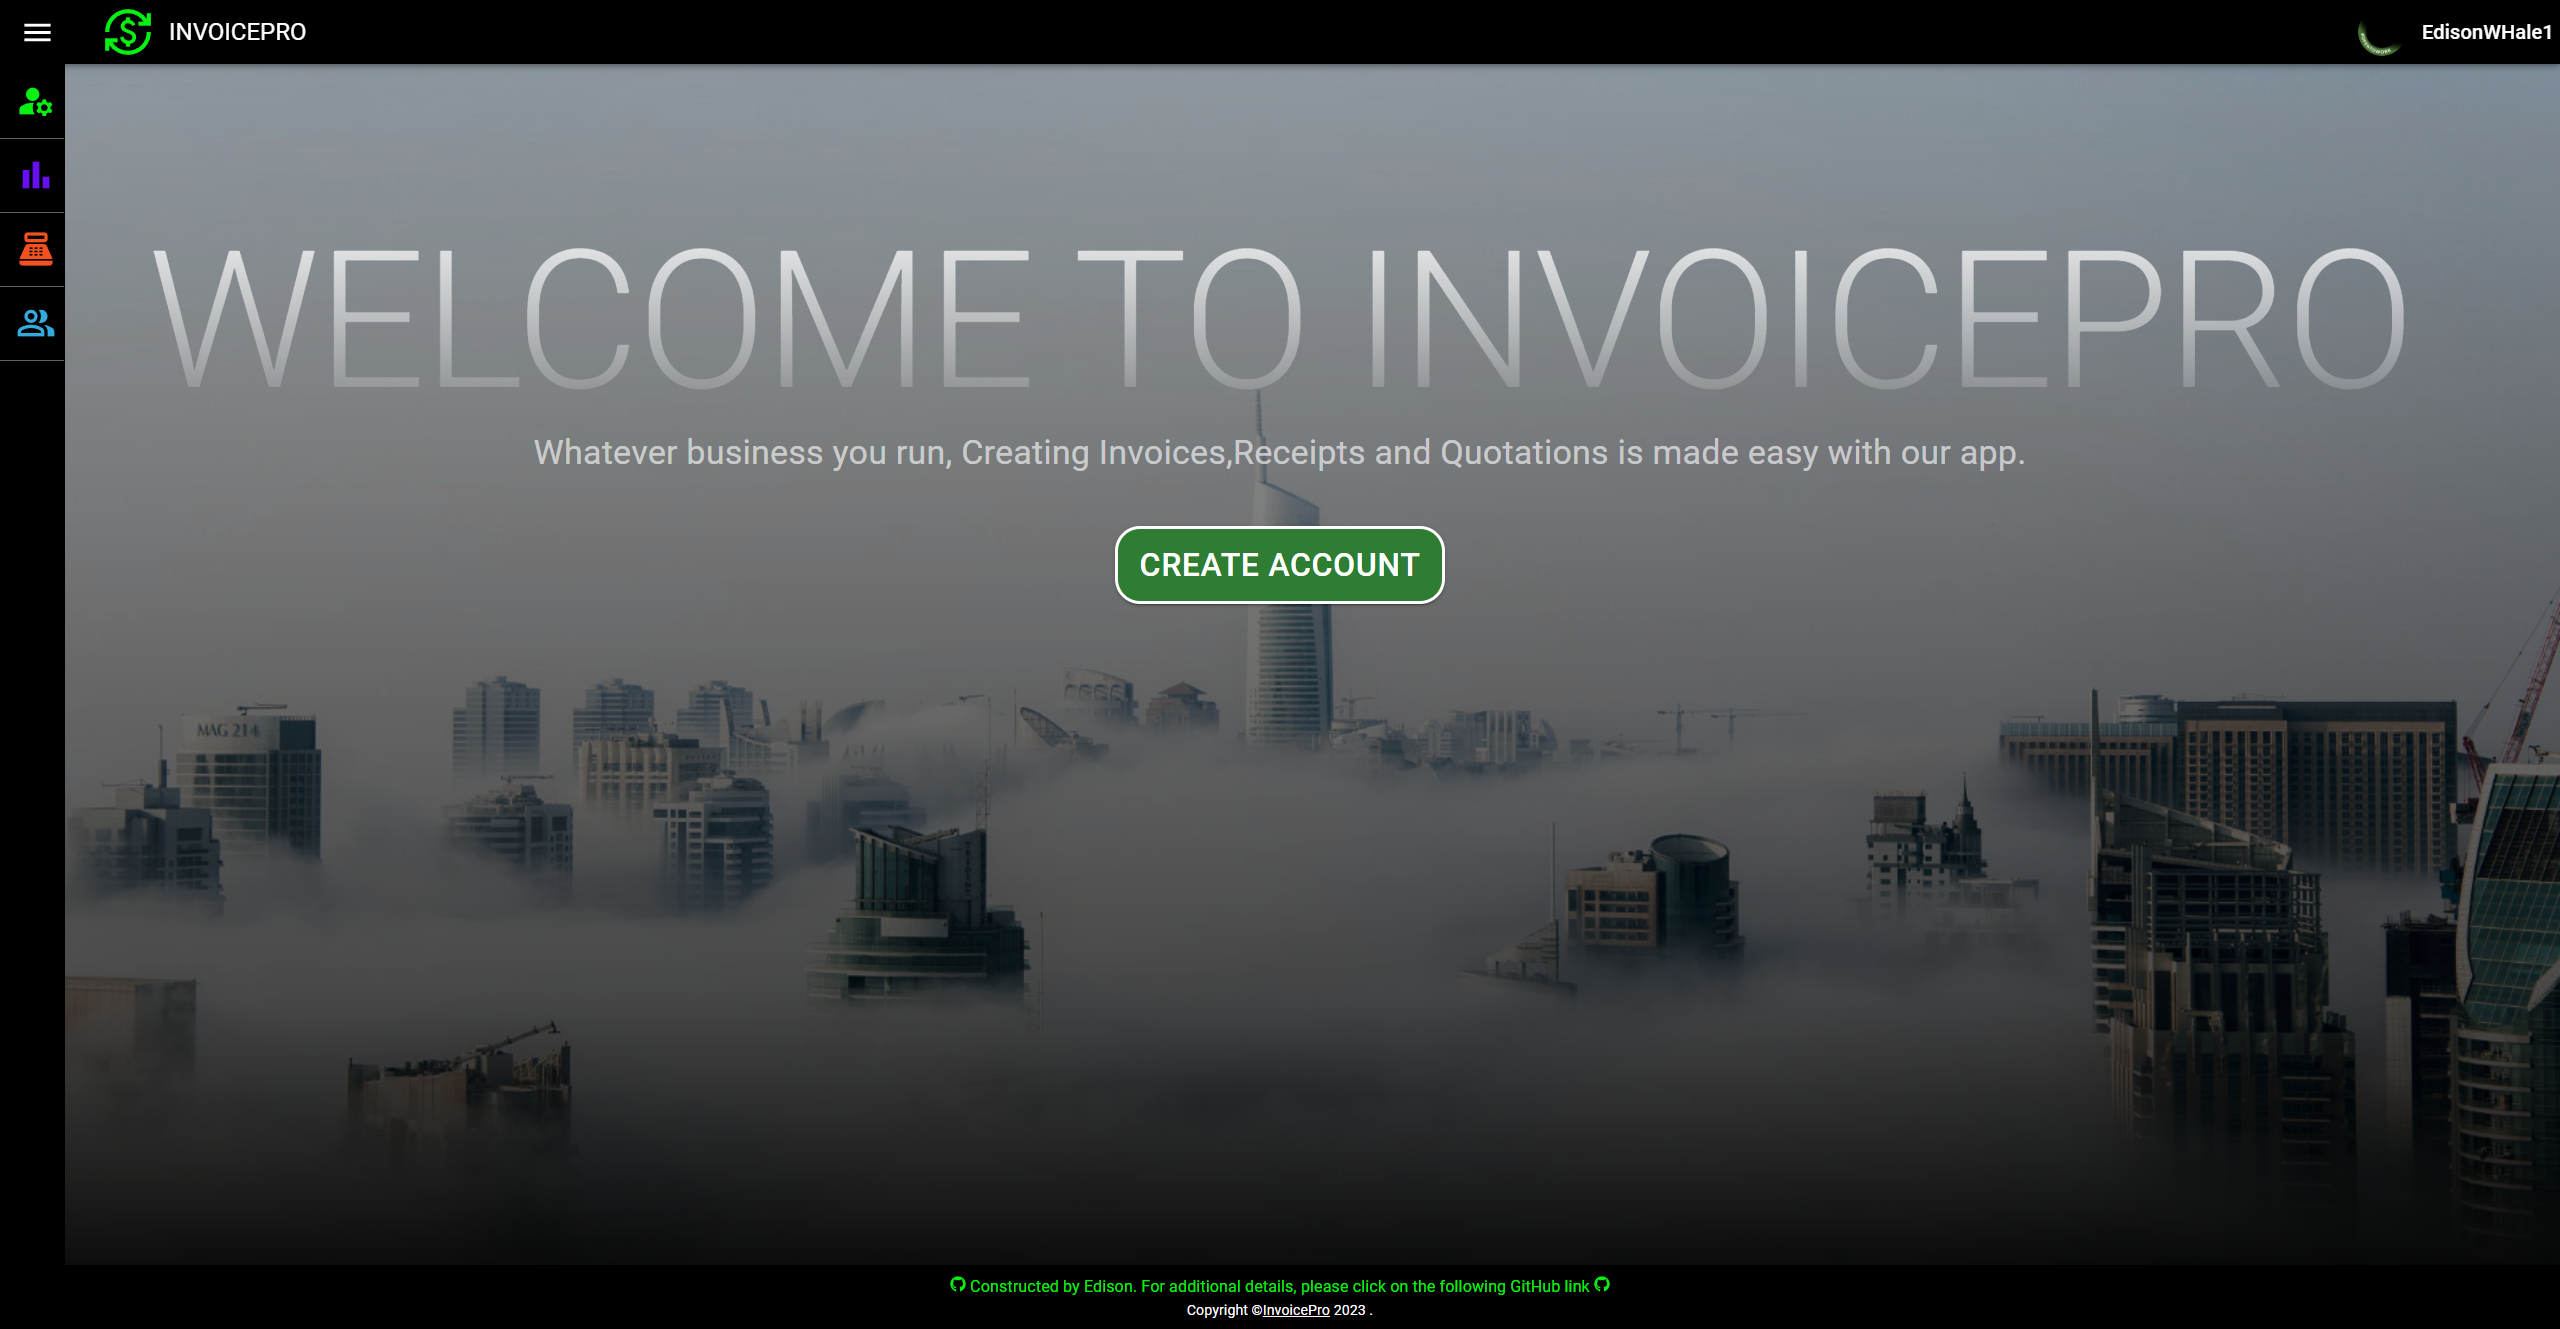 INVOICEPRO
EdisonWHale1
WELCOME TO INVOICEPRO
Whatever business you run, Creating Invoices,Receipts and Quotations is made easy with our app.
CREATE ACCOUNT
MAG 214
Constructed by Edison. For additional details, please click on the following GitHub link
Copyright ©InvoicePro 2023 .